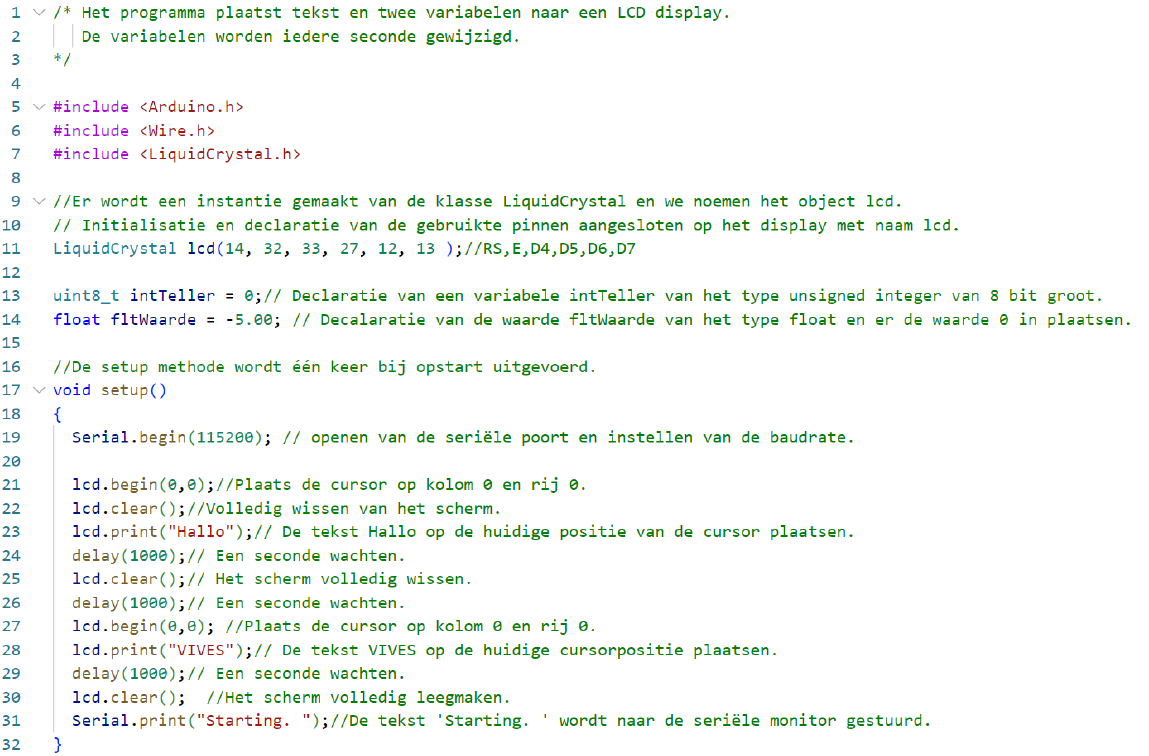 1 /* Het programma plaatst tekst en twee variabelen naar een LCD display.
2 De variabelen worden iedere seconde gewijzigd.
3 */
4
5 #include <Arduino.h>
6 #include <Wire.h>
7 #include <LiquidCrystal.h>
8
9 //Er wordt een instantie gemaakt van de klasse LiquidCrystal en we noemen het object lcd.
10 // Initialisatie en declaratie van de gebruikte pinnen aangesloten op het display met naam lcd.
11 LiquidCrystal lcd(14, 32, 33, 27, 12, 13 );//RS,E,D4,D5,D6,D7
12
13 uint8_t intTeller = 0;// Declaratie van een variabele intTeller van het type unsigned integer van 8 bit groot.
14 float fltWaarde = -5.00; // Decalaratie van de waarde fltWaarde van het type float en er de waarde 0 in plaatsen.
15
16 //De setup methode wordt één keer bij opstart uitgevoerd.
17 void setup()
18 {
19 Serial.begin(115200); // openen van de seriële poort en instellen van de baudrate.
20
21 lcd.begin(0,0);//Plaats de cursor op kolom 0 en rij 0.
22 lcd.clear();//Volledig wissen van het scherm.
23 lcd.print("Hallo");// De tekst Hallo op de huidige positie van de cursor plaatsen.
24 delay(1000);// Een seconde wachten.
25 lcd.clear();// Het scherm volledig wissen.
26 delay(1000);// Een seconde wachten.
27 lcd.begin(0,0); //Plaats de cursor op kolom 0 en rij 0.
28 lcd.print("VIVES");// De tekst VIVES op de huidige cursorpositie plaatsen.
29 delay(1000);// Een seconde wachten.
30 lcd.clear();  //Het scherm volledig leegmaken.
31 Serial.print("Starting. ");//De tekst 'Starting. ' wordt naar de seriële monitor gestuurd.
32 }